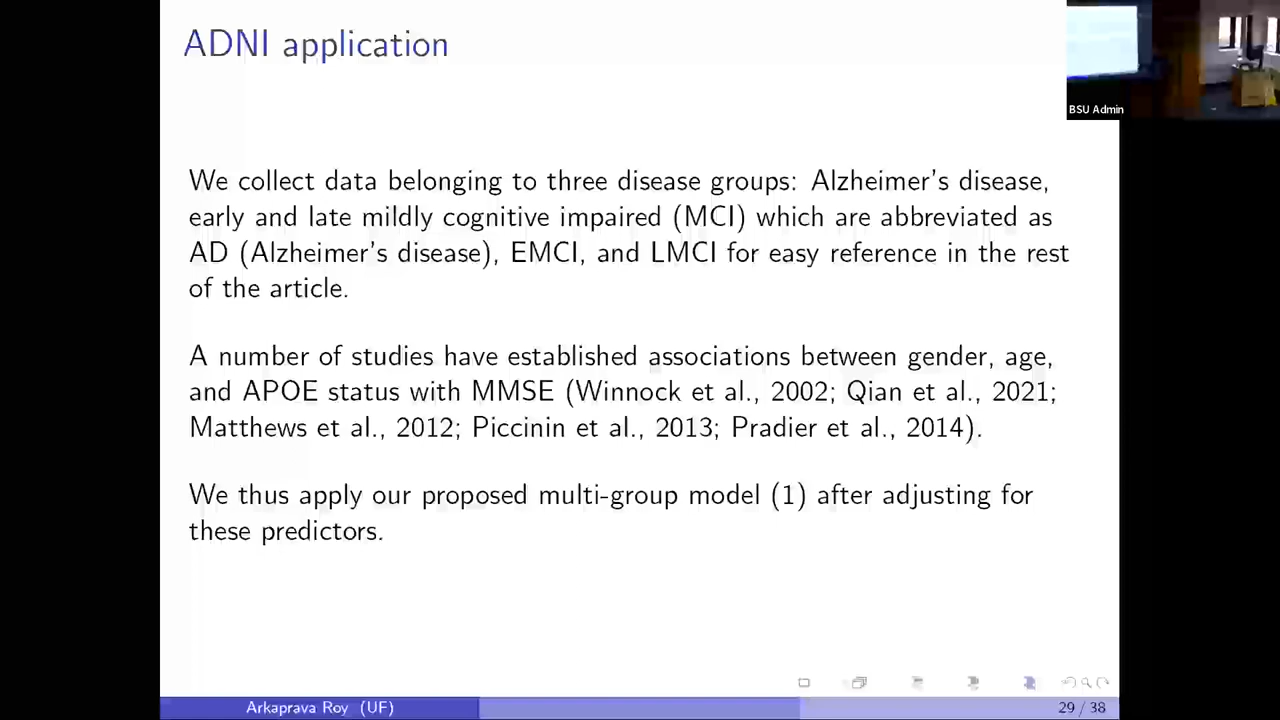 ADNI application
BSU Admin
We collect data belonging to three disease groups: Alzheimer's disease,
early and late mildly cognitive impaired (MCI) which are abbreviated as
AD (Alzheimer's disease), EMCI, and LMCI for easy reference in the rest
of the article.
A number of studies have established associations between gender, age,
and APOE status with MMSE (Winnock et al., 2002; Qian et al., 2021;
Matthews et al., 2012; Piccinin et al., 2013; Pradier et al., 2014).
We thus apply our proposed multi-group model (1) after adjusting for
these predictors.
Arkaprava Roy (UF)
29 / 38